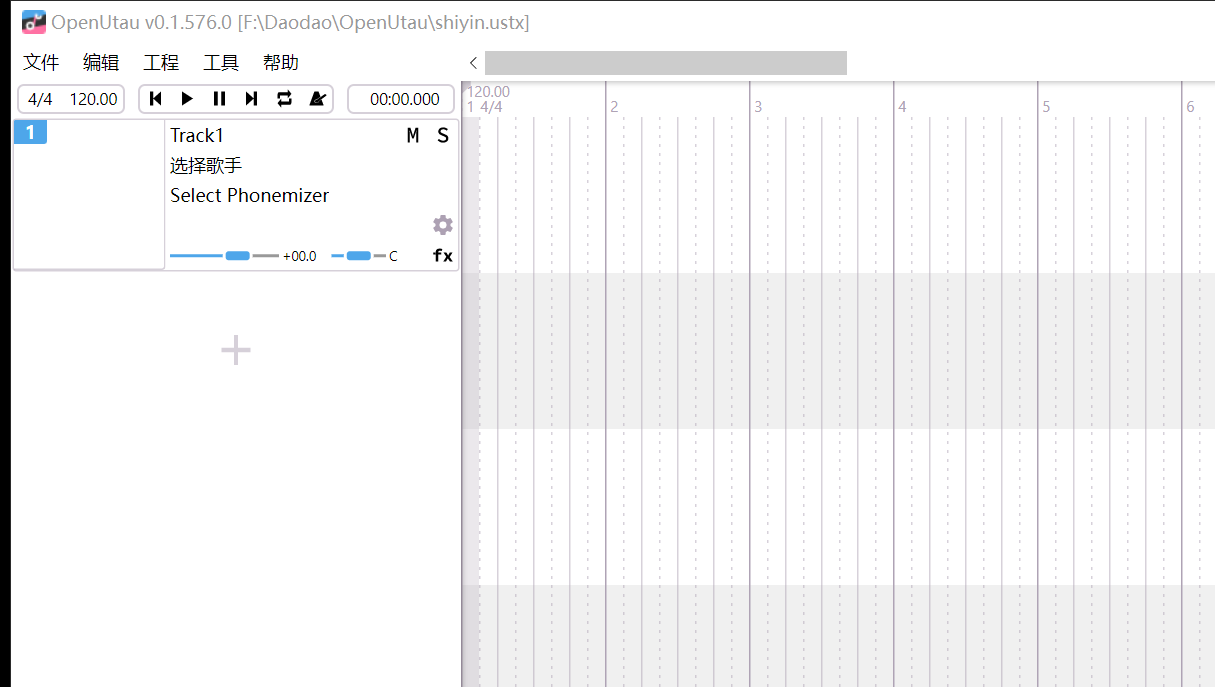 OpenUtau v0.1.576.0 [F:\Daodao\OpenUtau\shiyin.ustx]
文件 编辑 工程 工具 帮助
4/4 120.00 00:00.000
120.00
1 4/4 2 3 4 5 6
1 Track1 M S
选择歌手
Select Phonemizer
+00.0 C fx